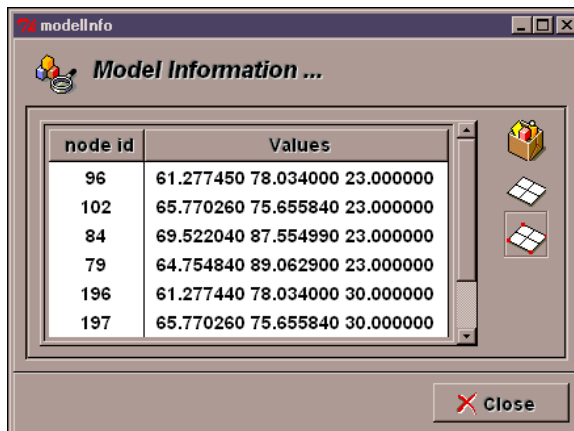 modelInfo
Model Information ...
node id Values
96 61.277450 78.034000 23.000000
102 65.770260 75.655840 23.000000
84 69.522040 87.554990 23.000000
79 64.754840 89.062900 23.000000
196 61.277440 78.034000 30.000000
197 65.770260 75.655840 30.000000
Close